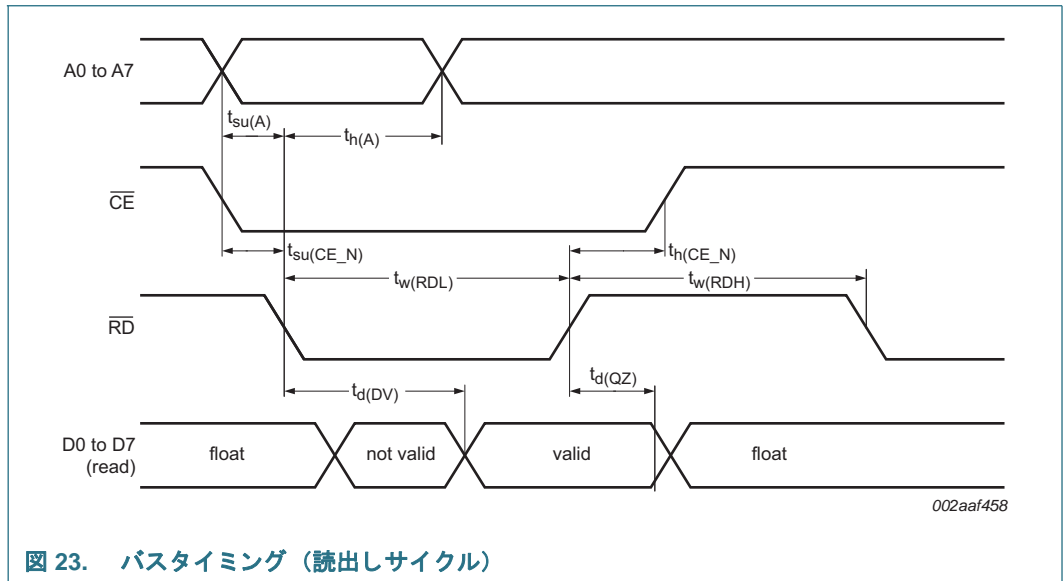 A0 to A7
tsu(A)
th(A)
CE
tsu(CE_N)
th(CE_N)
tw(RDL)
tw(RDH)
RD
td(DV)
td(QZ)
D0 to D7
(read)
float
not valid
valid
float
002aaf458
図 23. バスタイミング（読出しサイクル）